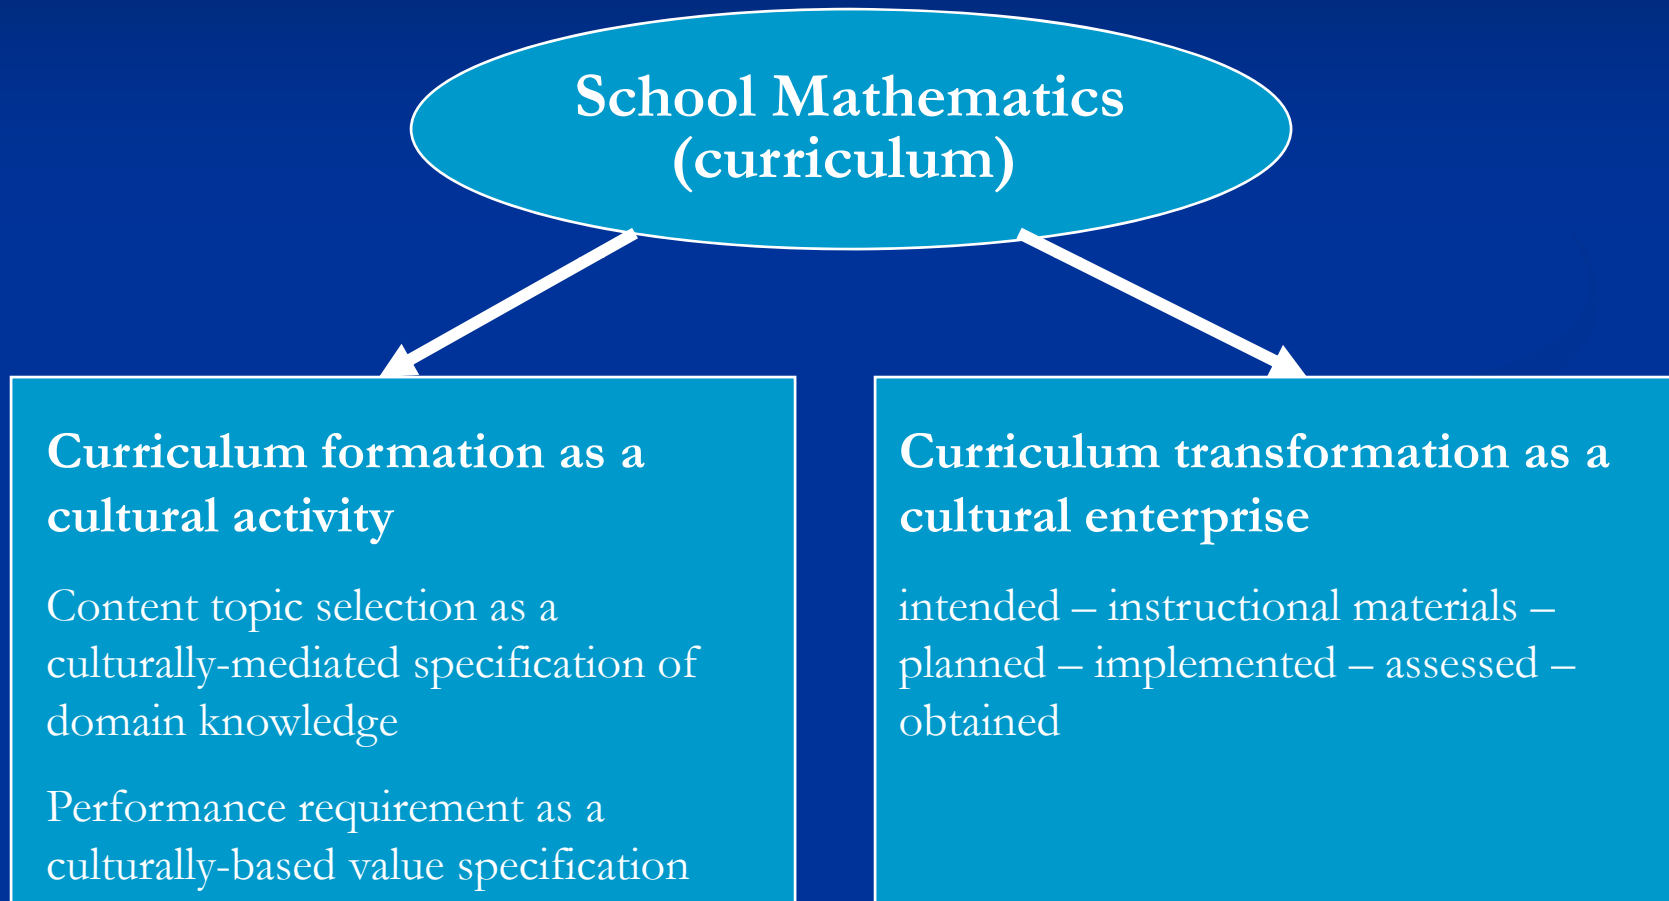 School Mathematics
(curriculum)
Curriculum formation as a
cultural activity
Content topic selection as a
culturally-mediated specification of
domain knowledge
Performance requirement as a
culturally-based value specification
Curriculum transformation as a
cultural enterprise
intended – instructional materials –
planned – implemented – assessed –
obtained